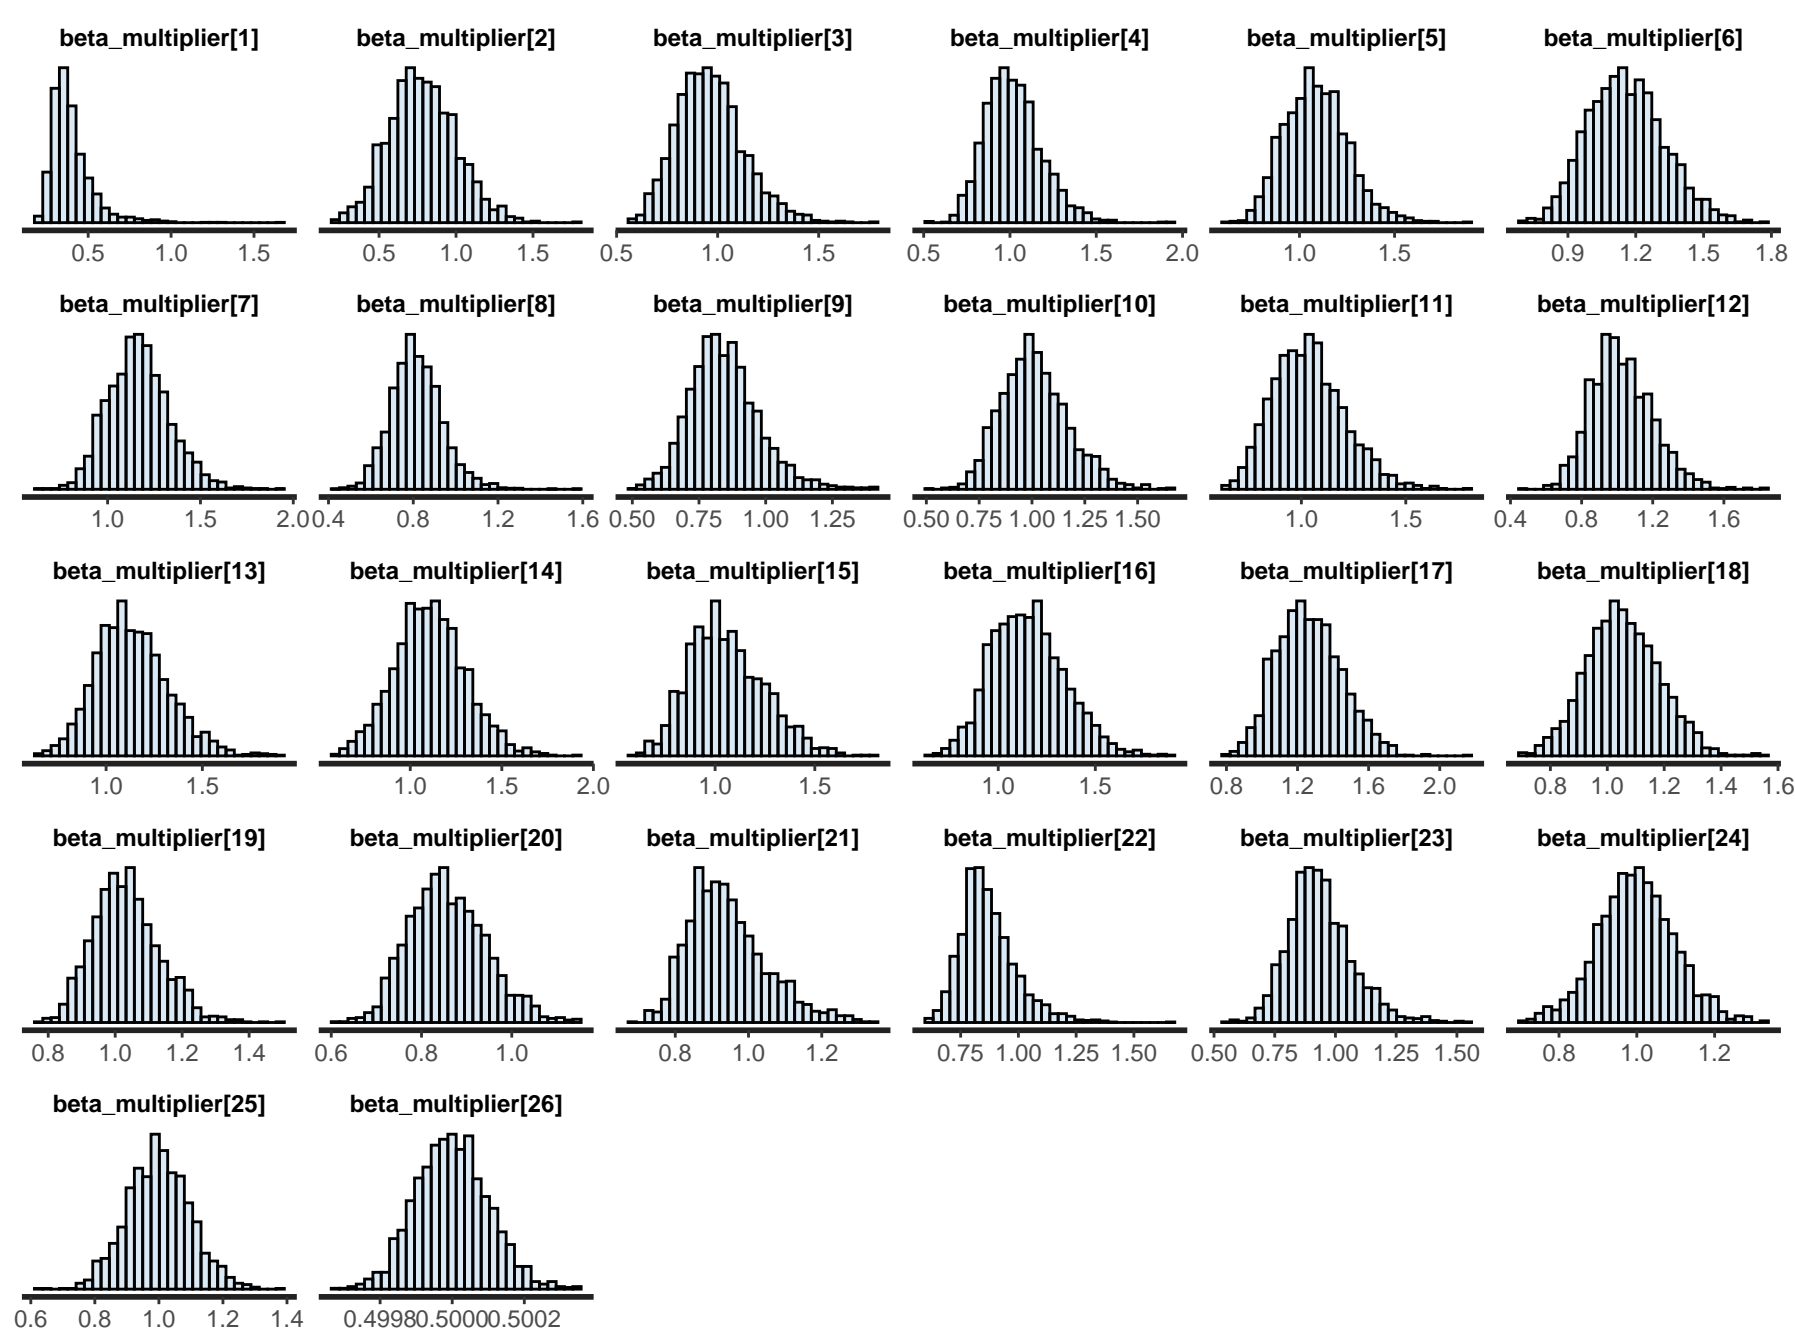 beta_multiplier[1] beta_multiplier[2] beta_multiplier[3] beta_multiplier[4] beta_multiplier[5] beta_multiplier[6]
0.5 1.0 1.5 0.5 1.0 1.5 0.5 1.0 1.5 0.5 1.0 1.5 2.0 1.0 1.5 0.9 1.2 1.5 1.8
beta_multiplier[7] beta_multiplier[8] beta_multiplier[9] beta_multiplier[10] beta_multiplier[11] beta_multiplier[12]
1.0 1.5 2.0 0.4 0.8 1.2 1.6 0.50 0.75 1.00 1.25 0.50 0.75 1.00 1.25 1.50 1.0 1.5 0.4 0.8 1.2 1.6
beta_multiplier[13] beta_multiplier[14] beta_multiplier[15] beta_multiplier[16] beta_multiplier[17] beta_multiplier[18]
1.0 1.5 1.0 1.5 2.0 1.0 1.5 1.0 1.5 0.8 1.2 1.6 2.0 0.8 1.0 1.2 1.4 1.6
beta_multiplier[19] beta_multiplier[20] beta_multiplier[21] beta_multiplier[22] beta_multiplier[23] beta_multiplier[24]
0.8 1.0 1.2 1.4 0.6 0.8 1.0 0.8 1.0 1.2 0.75 1.00 1.25 1.50 0.50 0.75 1.00 1.25 1.50 0.8 1.0 1.2
beta_multiplier[25] beta_multiplier[26]
0.6 0.8 1.0 1.2 1.4 0.4998 0.5000 0.5002